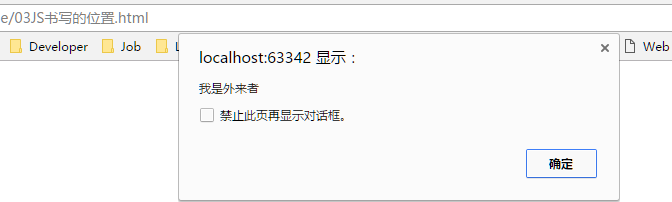 e/03JS书写的位置.html
Developer Job L Web
localhost:63342 显示：
我是外来者
禁止此页再显示对话框。
确定